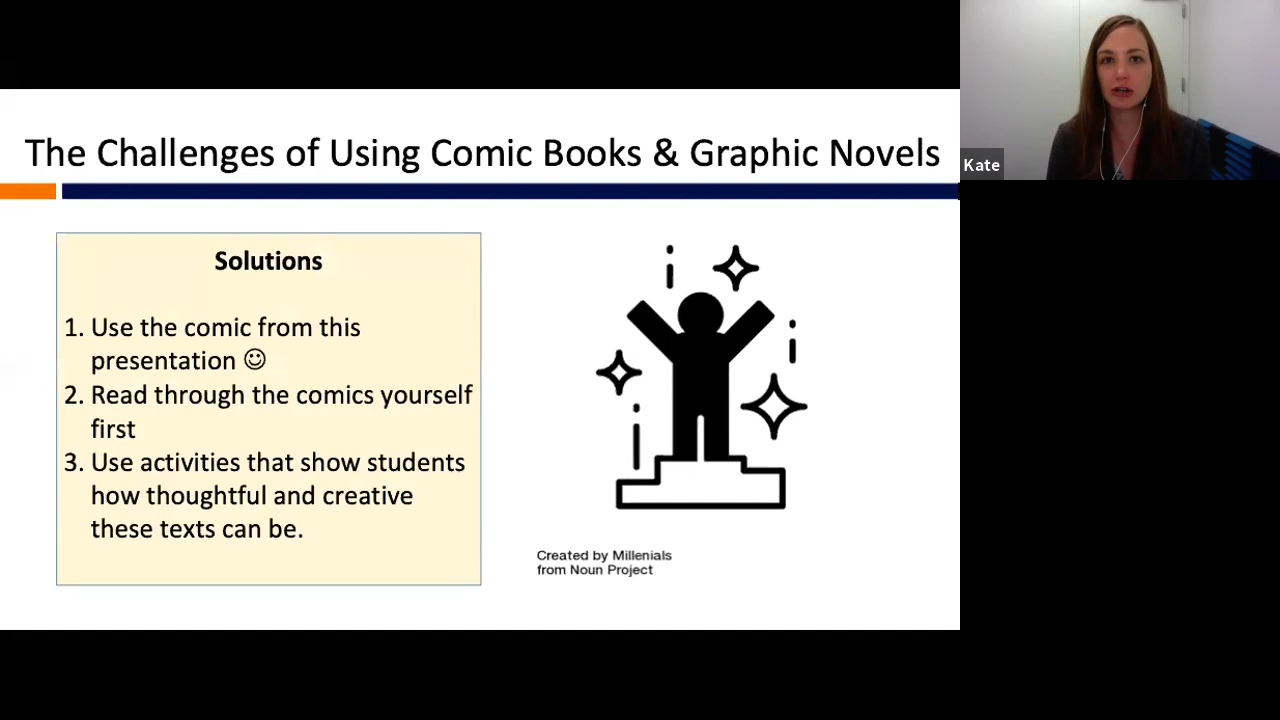 The Challenges of Using Comic Books & Graphic Novels
Kate
Solutions
1. Use the comic from this
presentation ☺
2. Read through the comics yourself
first
3. Use activities that show students
how thoughtful and creative
these texts can be.
Created by Millenials
from Noun Project